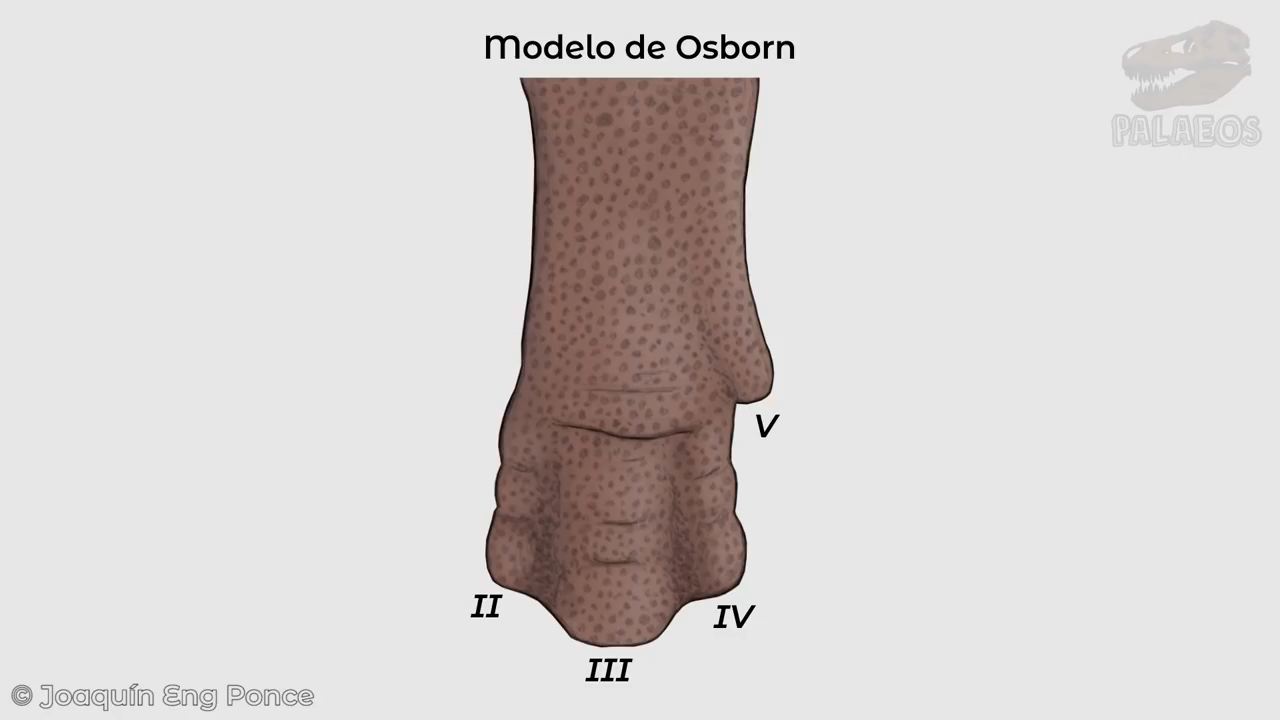 Modelo de Osborn
PALAEOS
V
II
IV
III
© Joaquín Eng Ponce